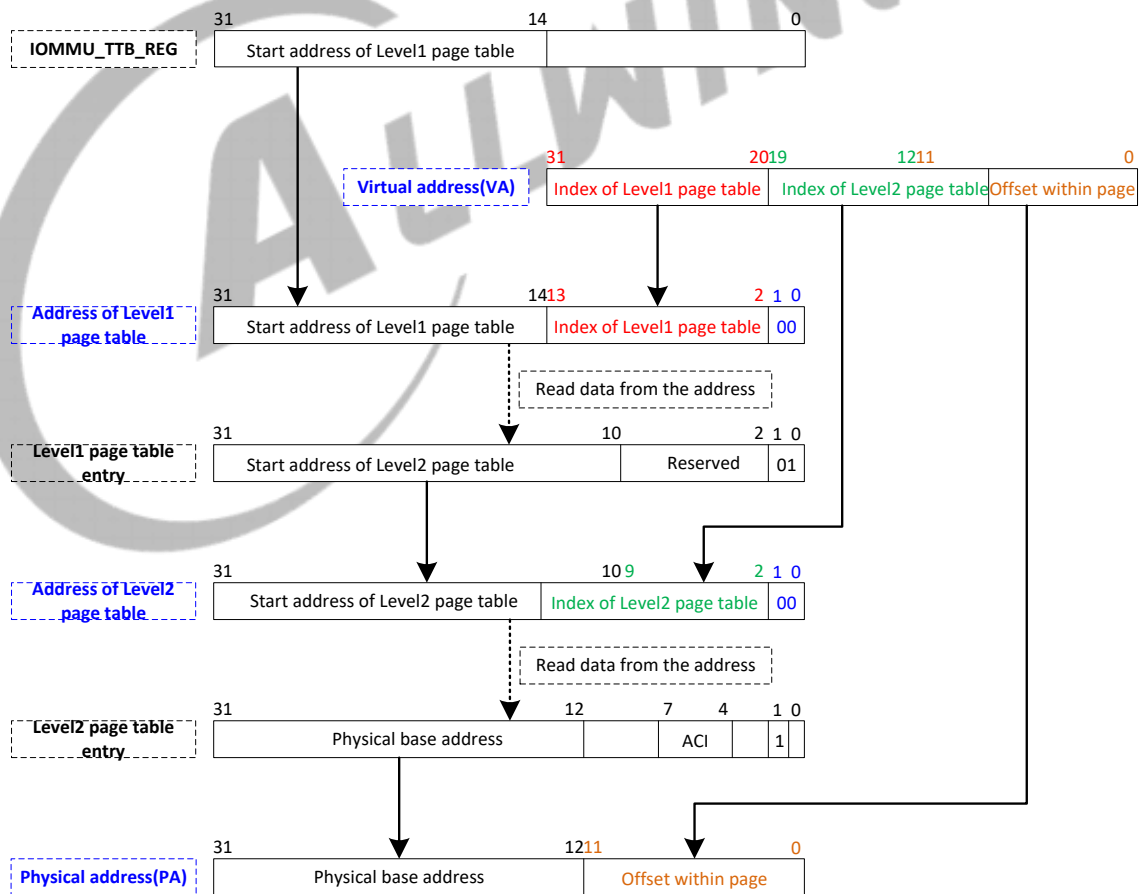 31 14 0
IOMMU_TTB_REG Start address of Level1 page table
31 2019 1211 0
Virtual address(VA) Index of Level1 page table Index of Level2 page table Offset within page
31 1413 2 1 0
Address of Level1
page table
Start address of Level1 page table Index of Level1 page table 00
Read data from the address
31 10 2 1 0
Level1 page table
entry
Start address of Level2 page table Reserved 01
31 10 9 2 1 0
Address of Level2
page table
Start address of Level2 page table Index of Level2 page table 00
Read data from the address
31 12 7 4 1 0
Level2 page table
entry
Physical base address ACI 1
31 1211 0
Physical address(PA) Physical base address Offset within page